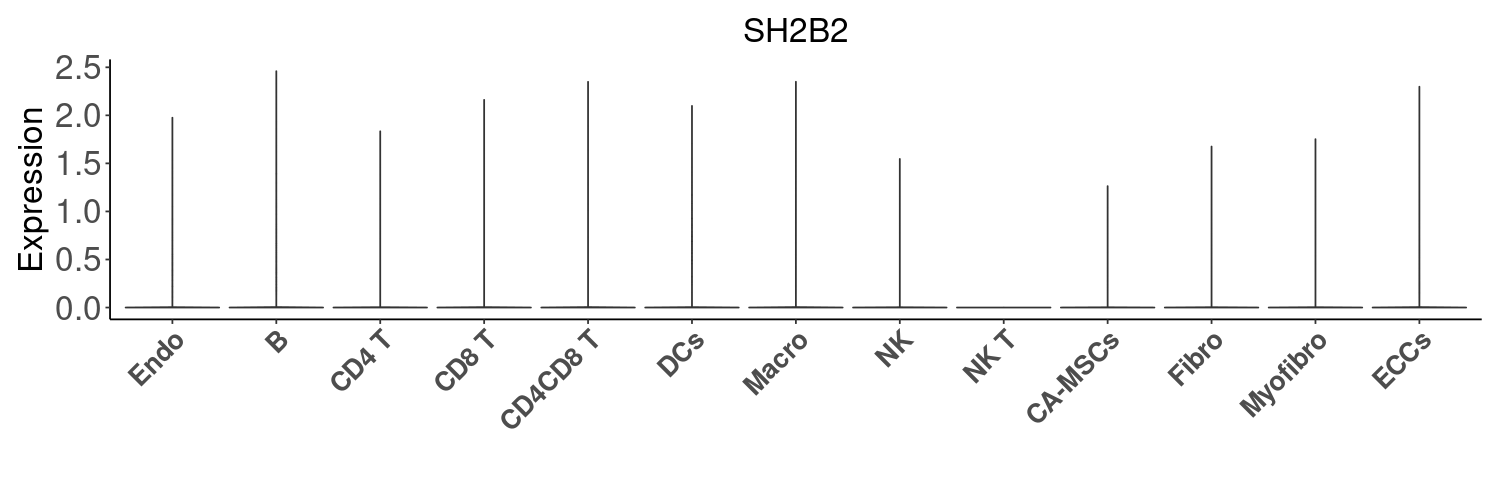 SH2B2
Expression
2.5
2.0
1.5
1.0
0.5
0.0
Endo
B
CD4 T
CD8 T
CD4CD8 T
DCs
Macro
NK
NK T
CA-MSCs
Fibro
Myofibro
ECCs